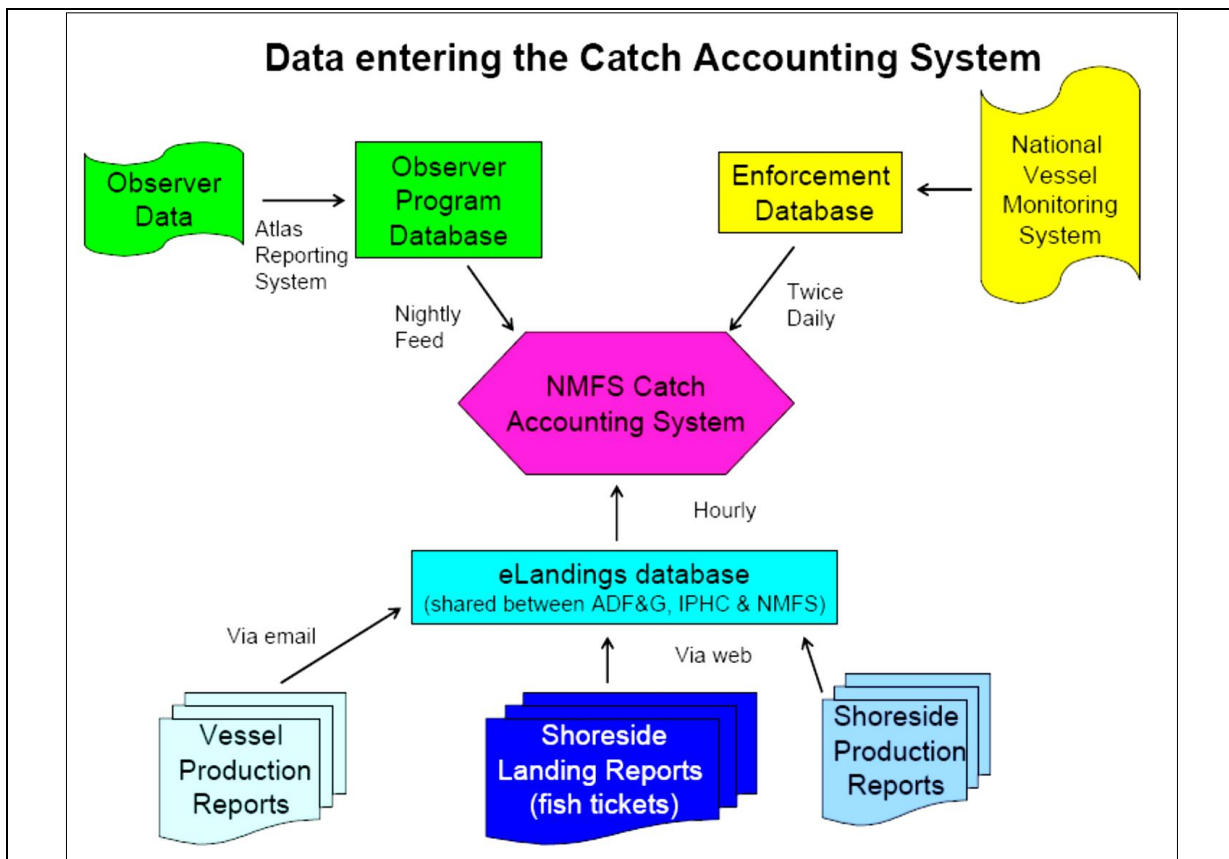 Data entering the Catch Accounting System
Observer
Data
Atlas
Reporting
System
Observer
Program
Database
Enforcement
Database
National
Vessel
Monitoring
System
Nightly
Feed
Twice
Daily
NMFS Catch
Accounting System
Hourly
eLandings database
(shared between ADF&G, IPHC & NMFS)
Via email
Via web
Vessel
Production
Reports
Shoreside
Landing Reports
(fish tickets)
Shoreside
Production
Reports